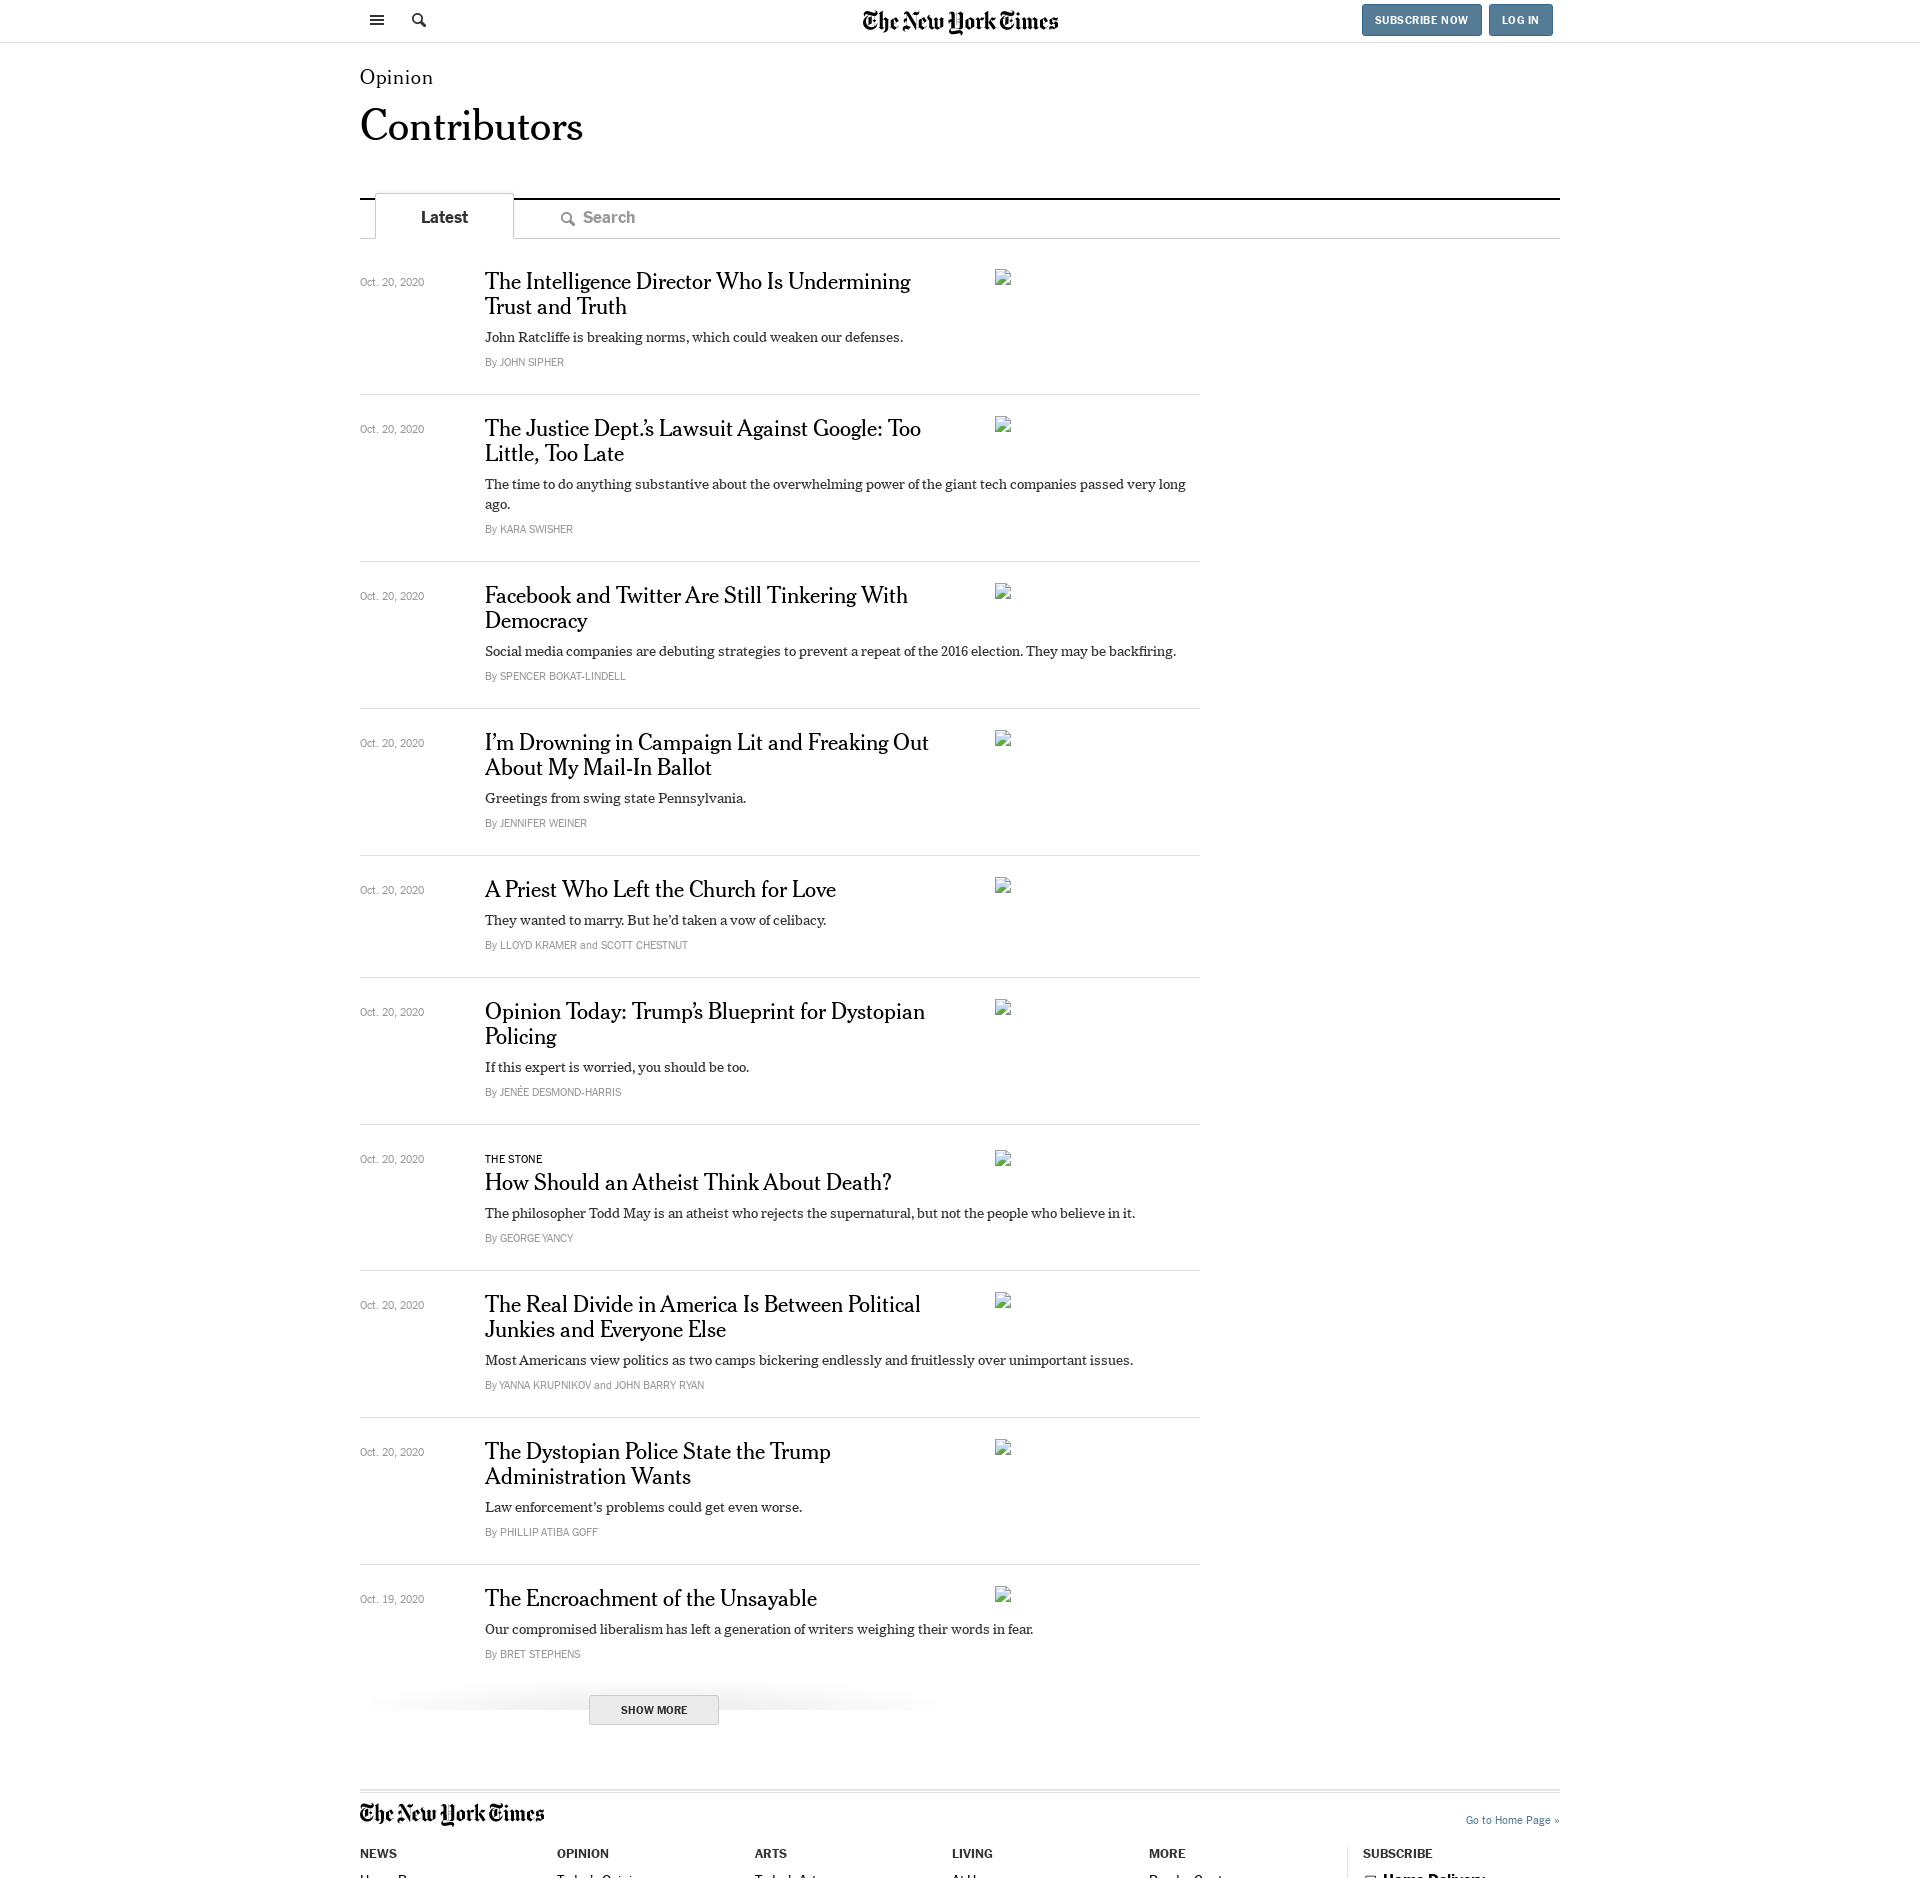 The New York Times
SUBSCRIBE NOW
LOG IN
Opinion
Contributors
Latest
Search
Oct. 20, 2020
The Intelligence Director Who Is Undermining
Trust and Truth
John Ratcliffe is breaking norms, which could weaken our defenses.
By JOHN SIPHER
Oct. 20, 2020
The Justice Dept.’s Lawsuit Against Google: Too
Little, Too Late
The time to do anything substantive about the overwhelming power of the giant tech companies passed very long
ago.
By KARA SWISHER
Oct. 20, 2020
Facebook and Twitter Are Still Tinkering With
Democracy
Social media companies are debuting strategies to prevent a repeat of the 2016 election. They may be backfiring.
By SPENCER BOKAT-LINDELL
Oct. 20, 2020
I’m Drowning in Campaign Lit and Freaking Out
About My Mail-In Ballot
Greetings from swing state Pennsylvania.
By JENNIFER WEINER
Oct. 20, 2020
A Priest Who Left the Church for Love
They wanted to marry. But he’d taken a vow of celibacy.
By LLOYD KRAMER and SCOTT CHESTNUT
Oct. 20, 2020
Opinion Today: Trump’s Blueprint for Dystopian
Policing
If this expert is worried, you should be too.
By JENÉE DESMOND-HARRIS
Oct. 20, 2020
THE STONE
How Should an Atheist Think About Death?
The philosopher Todd May is an atheist who rejects the supernatural, but not the people who believe in it.
By GEORGE YANCY
Oct. 20, 2020
The Real Divide in America Is Between Political
Junkies and Everyone Else
Most Americans view politics as two camps bickering endlessly and fruitlessly over unimportant issues.
By YANNA KRUPNIKOV and JOHN BARRY RYAN
Oct. 20, 2020
The Dystopian Police State the Trump
Administration Wants
Law enforcement’s problems could get even worse.
By PHILLIP ATIBA GOFF
Oct. 19, 2020
The Encroachment of the Unsayable
Our compromised liberalism has left a generation of writers weighing their words in fear.
By BRET STEPHENS
SHOW MORE
The New York Times
Go to Home Page »
NEWS
OPINION
ARTS
LIVING
MORE
SUBSCRIBE
Home Delivery